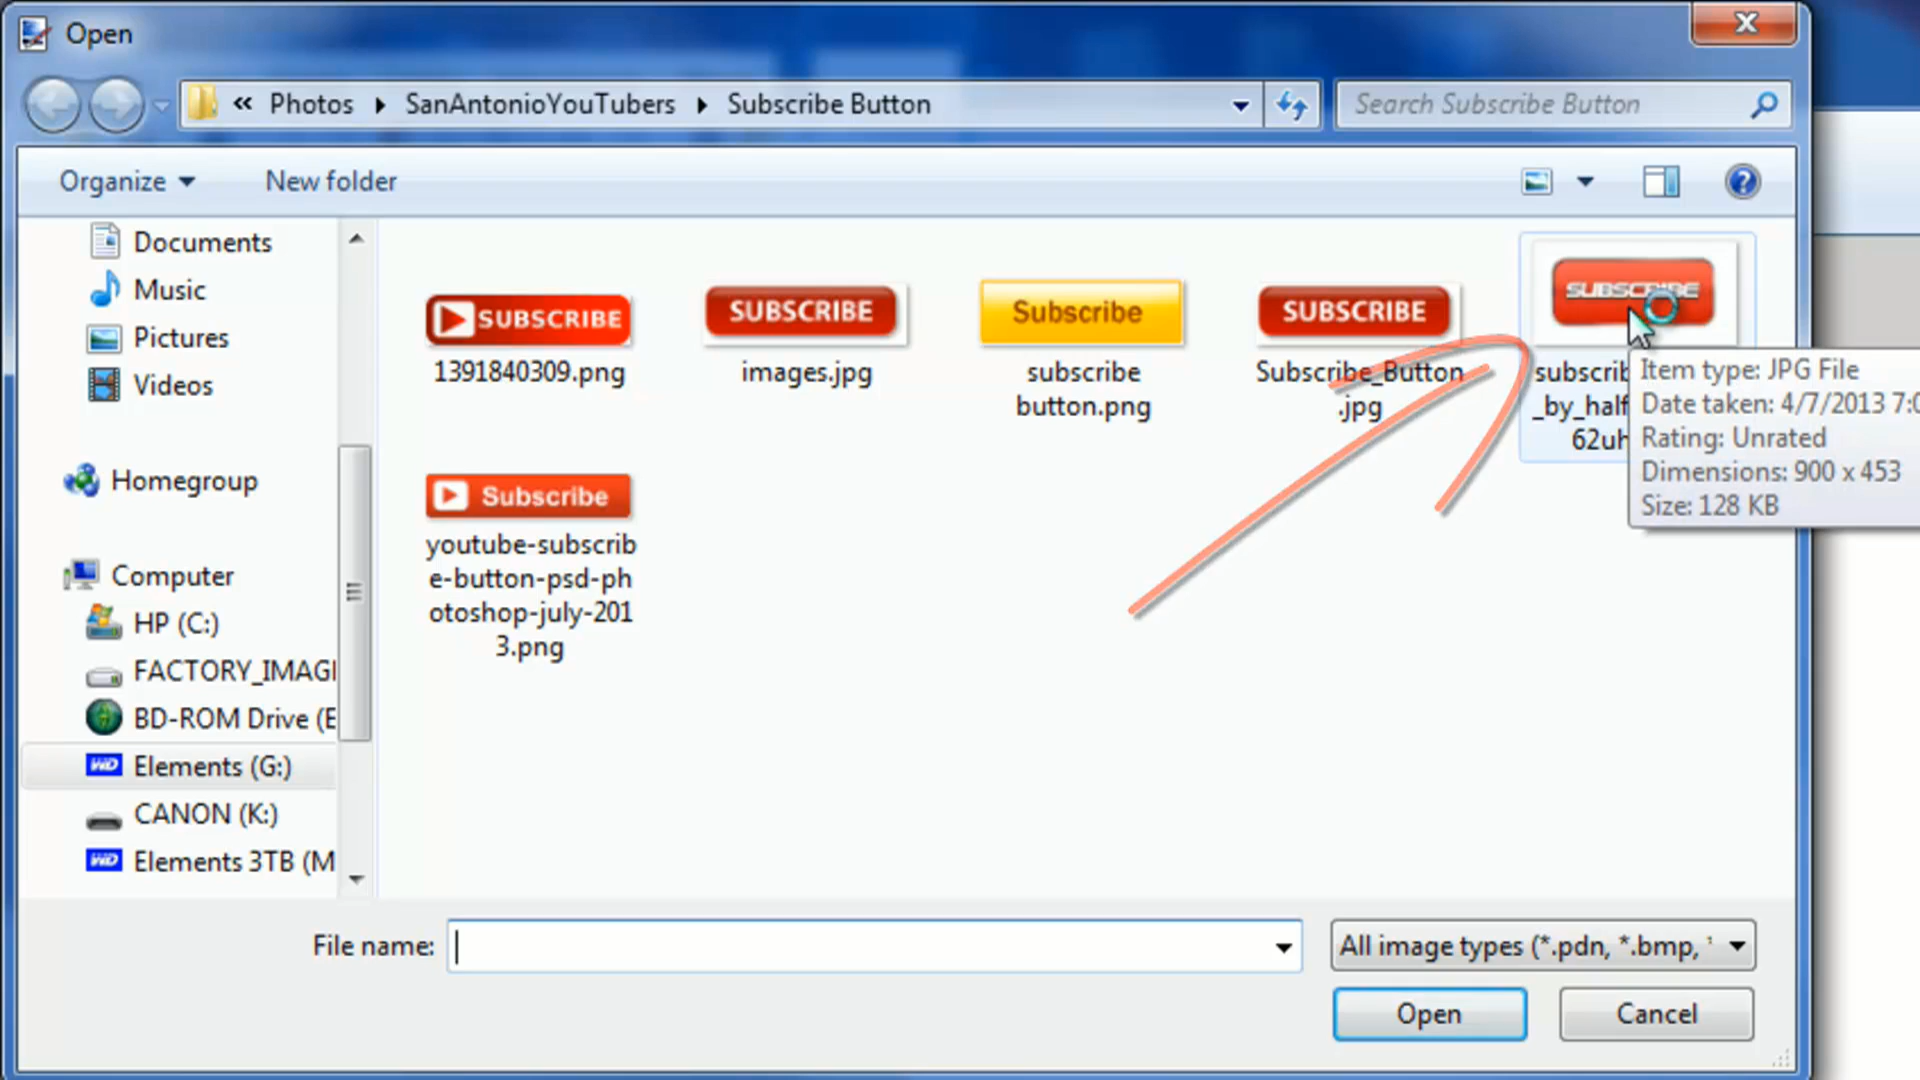 Open
« Photos SanAntonioYouTubers Subscribe Button
Search Subscribe Button
Organize New folder
Documents
Music
Pictures
Videos
Homegroup
Computer
HP (C:)
FACTORY_IMAG
BD-ROM Drive (E
Elements (G:)
CANON (K:)
Elements 3TB (M
SUBSCRIBE
1391840309.png
SUBSCRIBE
images.jpg
Subscribe
subscribe
button.png
SUBSCRIBE
Subscribe_Button
.jpg
SUBSCRIBE
subscrib
_by_half
62uh
Item type: JPG File
Date taken: 4/7/2013 7:0
Rating: Unrated
Dimensions: 900 x 453
Size: 128 KB
Subscribe
youtube-subscrib
e-button-psd-ph
otoshop-july-201
3.png
File name:
All image types (*.pdn, *.bmp,
Open Cancel